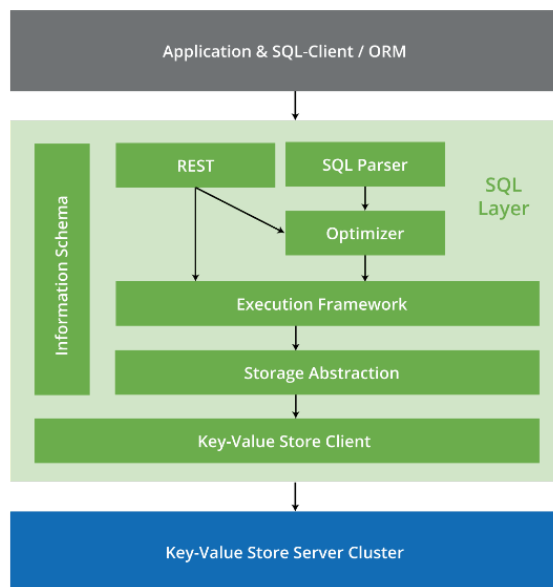 Application & SQL-Client / ORM
REST
SQL Parser
SQL
Layer
Information Schema
Optimizer
Execution Framework
Storage Abstraction
Key-Value Store Client
Key-Value Store Server Cluster